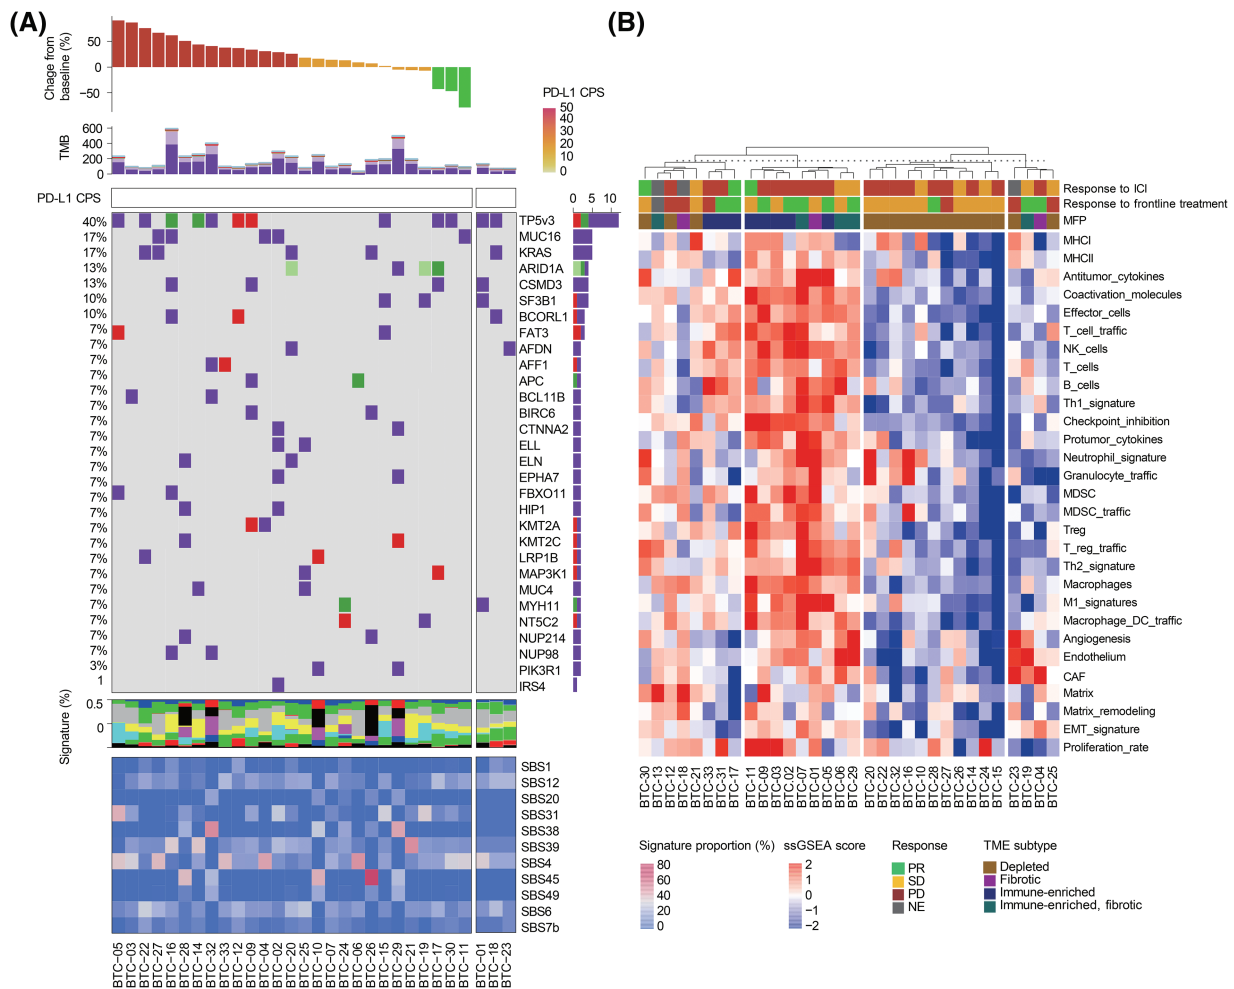 (A)
Chage from
baseline (%)
50
0
−50
TMB
600
400
200
0
PD-L1 CPS
50
40
30
20
10
0
PD-L1 CPS
0 5 10
40% TP5v3
17% MUC16
17% KRAS
13% ARID1A
13% CSMD3
10% SF3B1
10% BCORL1
7% FAT3
7% AFDN
7% AFF1
7% APC
7% BCL11B
7% BIRC6
7% CTNNA2
7% ELL
7% ELN
7% EPHA7
7% FBXO11
7% HIP1
7% KMT2A
7% KMT2C
7% LRP1B
7% MAP3K1
7% MUC4
7% MYH11
7% NT5C2
7% NUP214
7% NUP98
3% PIK3R1
1 IRS4
Signature (%)
0.5
0
SBS1
SBS12
SBS20
SBS31
SBS38
SBS39
SBS4
SBS45
SBS49
SBS6
SBS7b
BTC-05
BTC-03
BTC-22
BTC-27
BTC-16
BTC-28
BTC-14
BTC-32
BTC-33
BTC-12
BTC-09
BTC-04
BTC-02
BTC-20
BTC-25
BTC-10
BTC-07
BTC-24
BTC-06
BTC-26
BTC-15
BTC-29
BTC-19
BTC-17
BTC-30
BTC-11
BTC-01
BTC-18
BTC-23
(B)
Response to ICI
Response to frontline treatment
MFP
MHCI
MHCII
Antitumor_cytokines
Coactivation_molecules
Effector_cells
T_cell_traffic
NK_cells
T_cells
B_cells
Th1_signature
Checkpoint_inhibition
Protumor_cytokines
Neutrophil_signature
Granulocyte_traffic
MDSC
MDSC_traffic
Treg
T_reg_traffic
Th2_signature
Macrophages
M1_signatures
Macrophage_DC_traffic
Angiogenesis
Endothelium
CAF
Matrix
Matrix_remodeling
EMT_signature
Proliferation_rate
BTC-30
BTC-13
BTC-12
BTC-18
BTC-21
BTC-33
BTC-31
BTC-17
BTC-11
BTC-09
BTC-03
BTC-02
BTC-07
BTC-01
BTC-05
BTC-06
BTC-29
BTC-20
BTC-22
BTC-32
BTC-16
BTC-10
BTC-28
BTC-27
BTC-26
BTC-14
BTC-24
BTC-15
BTC-23
BTC-19
BTC-04
BTC-25
Signature proportion (%)
80
60
40
20
0
ssGSEA score
2
1
0
−1
−2
Response
PR
SD
PD
NE
TME subtype
Depleted
Fibrotic
Immune-enriched
Immune-enriched, fibrotic